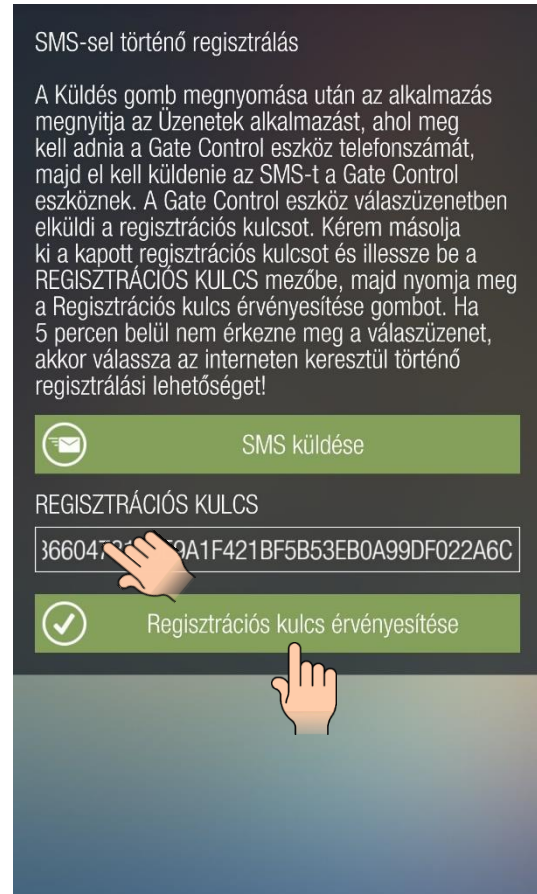 SMS-sel történő regisztrálás
A Küldés gomb megnyomása után az alkalmazás
megnyitja az Üzenetek alkalmazást, ahol meg
kell adnia a Gate Control eszköz telefonszámát,
majd el kell küldenie az SMS-t a Gate Control
eszköznek. A Gate Control eszköz válaszüzenetben
elküldi a regisztrációs kulcsot. Kérem másolja
ki a kapott regisztrációs kulcsot és illessze be a
REGISZTRÁCIÓS KULCS mezőbe, majd nyomja meg
a Regisztrációs kulcs érvényesítése gombot. Ha
5 percen belül nem érkezne meg a válaszüzenet,
akkor válassza az interneten keresztül történő
regisztrálási lehetőséget!
SMS küldése
REGISZTRÁCIÓS KULCS
Regisztrációs kulcs érvényesítése